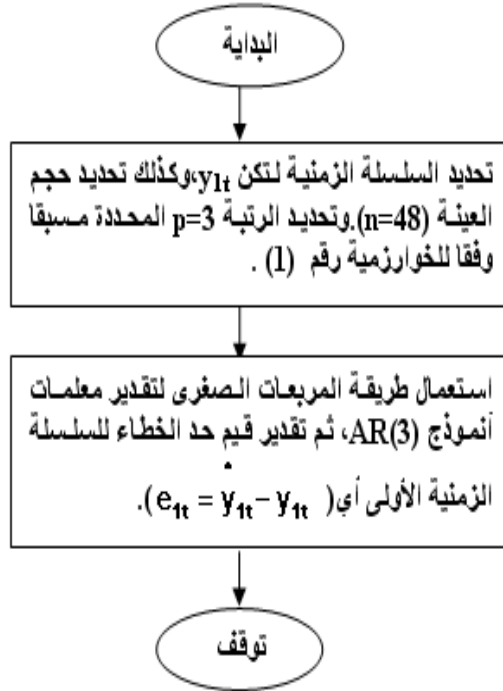 البداية
تحديد السلسلة الزمنية لتكن y1t،وكذلك تحديد حجم
العينة (n=48).وتحديد الرتبة p=3 المحددة مسبقا
وفقا للخوارزمية رقم (1) .
استعمال طريقة المربعات الصغرى لتقدير معلمات
أنموذج AR(3)، ثم تقدير قيم حد الخطاء للسلسلة
الزمنية الأولى أي( e1t = y1t – y1t).
توقف